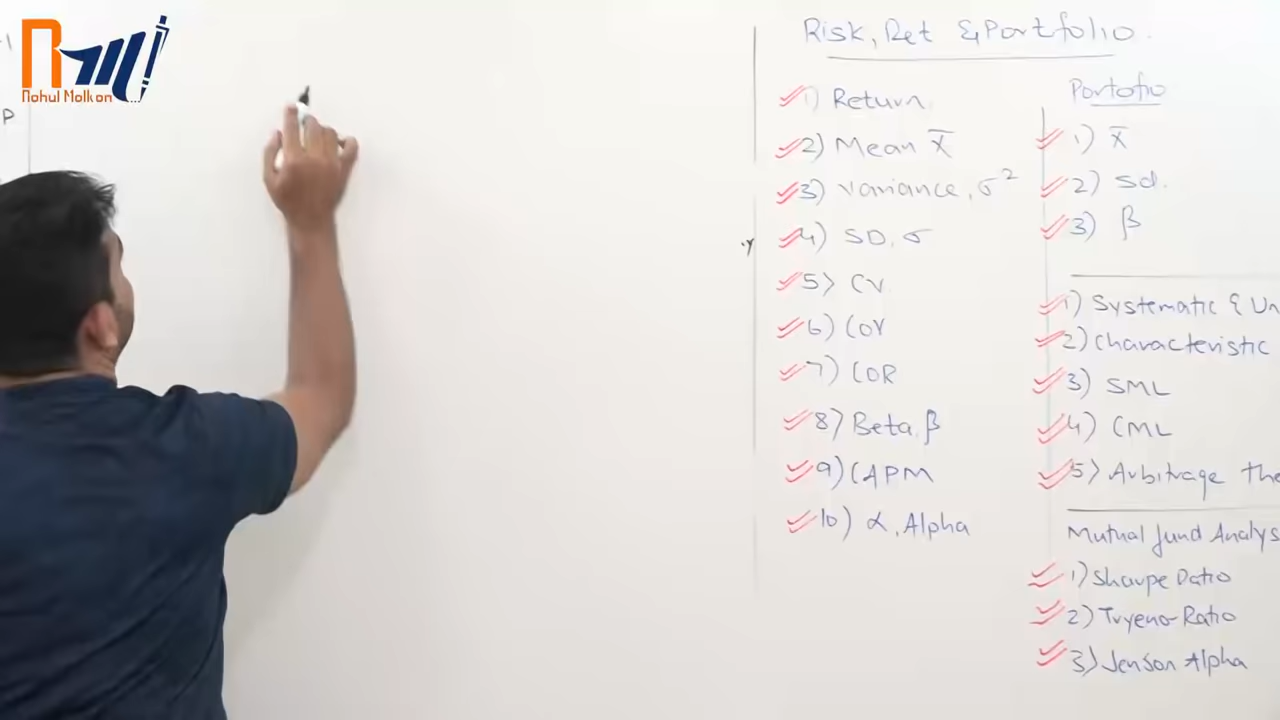 Rahul Malkan
P
Risk, Ret & Portfolio.
1) Return
2) Mean x̄
3) variance, σ²
4) SD, σ
5) CV
6) COV
7) COR
8) Beta, β
9) CAPM
10) α, Alpha
Portofio
1) x̄
2) Sd.
3) β
1) Systematic & Un
2) Characteristic
3) SML
4) CML
5) Arbitrage The
Mutual fund Analys
1) Sharpe Ratio
2) Tryenor Ratio
3) Jenson Alpha